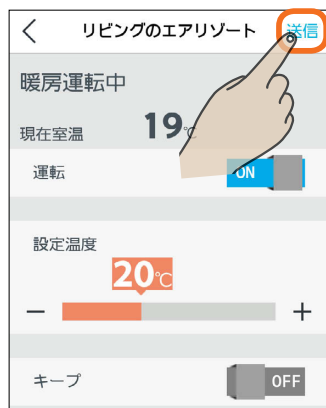 リビングのエアリゾート 送信
暖房運転中
現在室温 19℃
運転 ON
設定温度
20℃
− +
キープ OFF